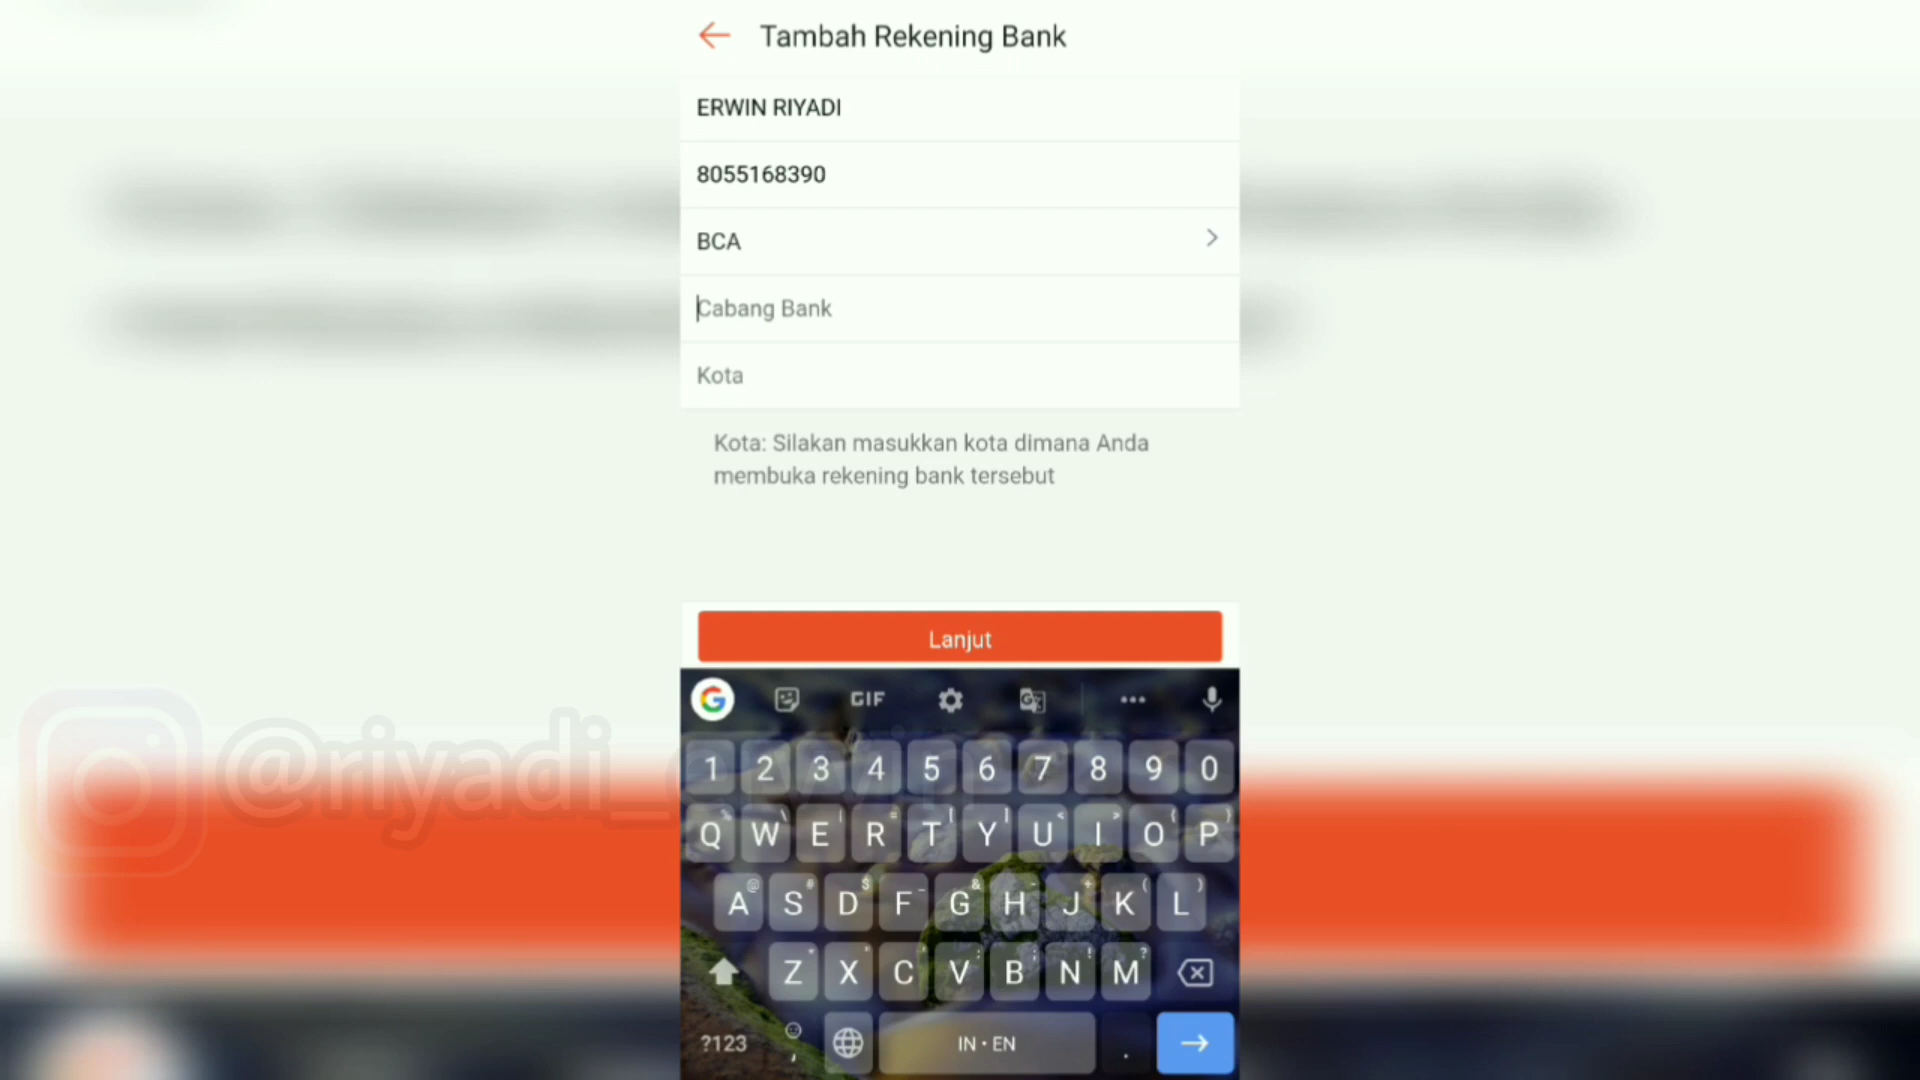 Tambah Rekening Bank
ERWIN RIYADI
8055168390
BCA
Cabang Bank
Kota
Kota: Silakan masukkan kota dimana Anda
membuka rekening bank tersebut
Lanjut
GIF
1 2 3 4 5 6 7 8 9 0
Q W E R T Y U I O P
A S D F G H J K L
Z X C V B N M
?123 , IN • EN .
@riyadi_